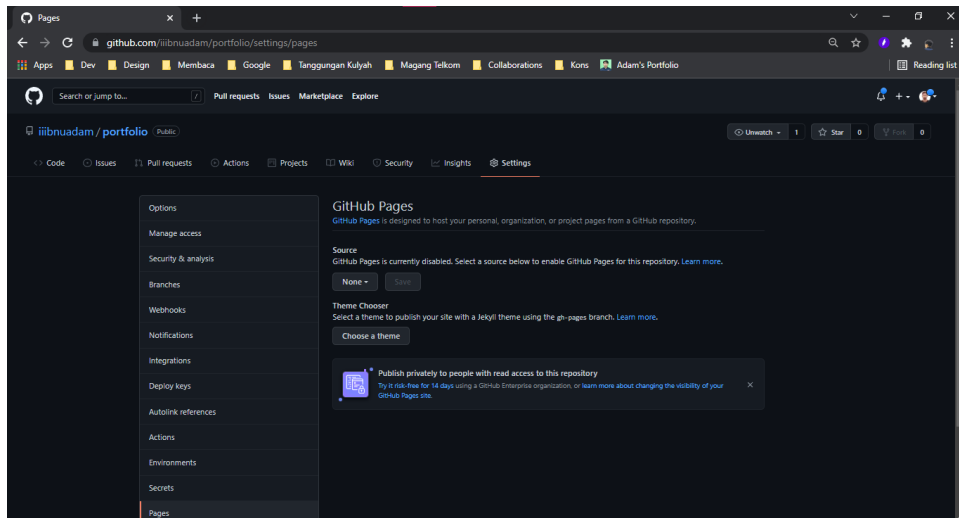 Pages
github.com/iiibnuadam/portfolio/settings/pages
Apps Dev Design Membaca Google Tanggungan Kulyah Magang Telkom Collaborations Kons Adam's Portfolio Reading list
Search or jump to... / Pull requests Issues Marketplace Explore
iiibnuadam / portfolio Public Unwatch 1 Star 0 Fork 0
Code Issues Pull requests Actions Projects Wiki Security Insights Settings
Options
Manage access
Security & analysis
Branches
Webhooks
Notifications
Integrations
Deploy keys
Autolink references
Actions
Environments
Secrets
Pages
GitHub Pages
GitHub Pages is designed to host your personal, organization, or project pages from a GitHub repository.
Source
GitHub Pages is currently disabled. Select a source below to enable GitHub Pages for this repository. Learn more.
None Save
Theme Chooser
Select a theme to publish your site with a Jekyll theme using the gh-pages branch. Learn more.
Choose a theme
Publish privately to people with read access to this repository
Try it risk-free for 14 days using a GitHub Enterprise organization, or learn more about changing the visibility of your
GitHub Pages site.